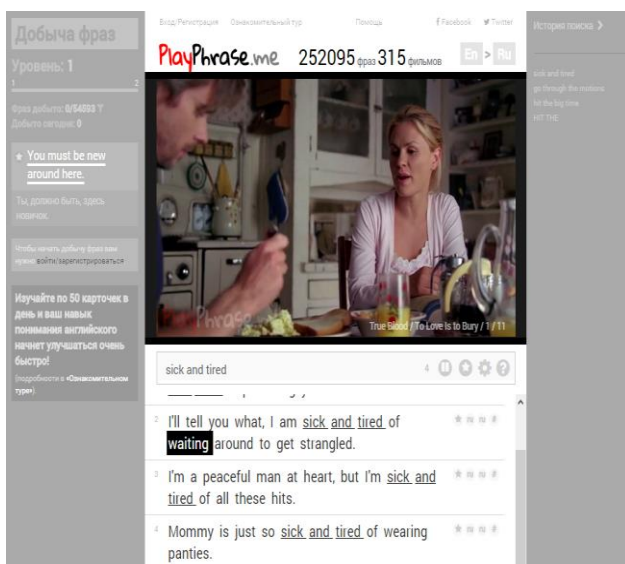 Добыча фраз
Уровень: 1
1 2
Фраз добыто: 0/54593
Добыто сегодня: 0
You must be new
around here.
Ты, должно быть, здесь
новичок.
Чтобы начать добычу фраз вам
нужно войти/зарегистрироваться
Изучайте по 50 карточек в
день и ваш навык
понимания английского
начнет улучшаться очень
быстро!
(подробности в «Ознакомительном
туре»)
Вход/Регистрация Ознакомительный тур Помощь Facebook Twitter
PlayPhrase.me 252095 фраз 315 фильмов En > Ru
PlayPhrase
True Blood / To Love Is to Bury / 1 / 11
sick and tired 4
2 I'll tell you what, I am sick and tired of
waiting around to get strangled.
3 I'm a peaceful man at heart, but I'm sick and
tired of all these hits.
4 Mommy is just so sick and tired of wearing
panties.
История поиска >
sick and tired
go through the motions
hit the big time
HIT THE